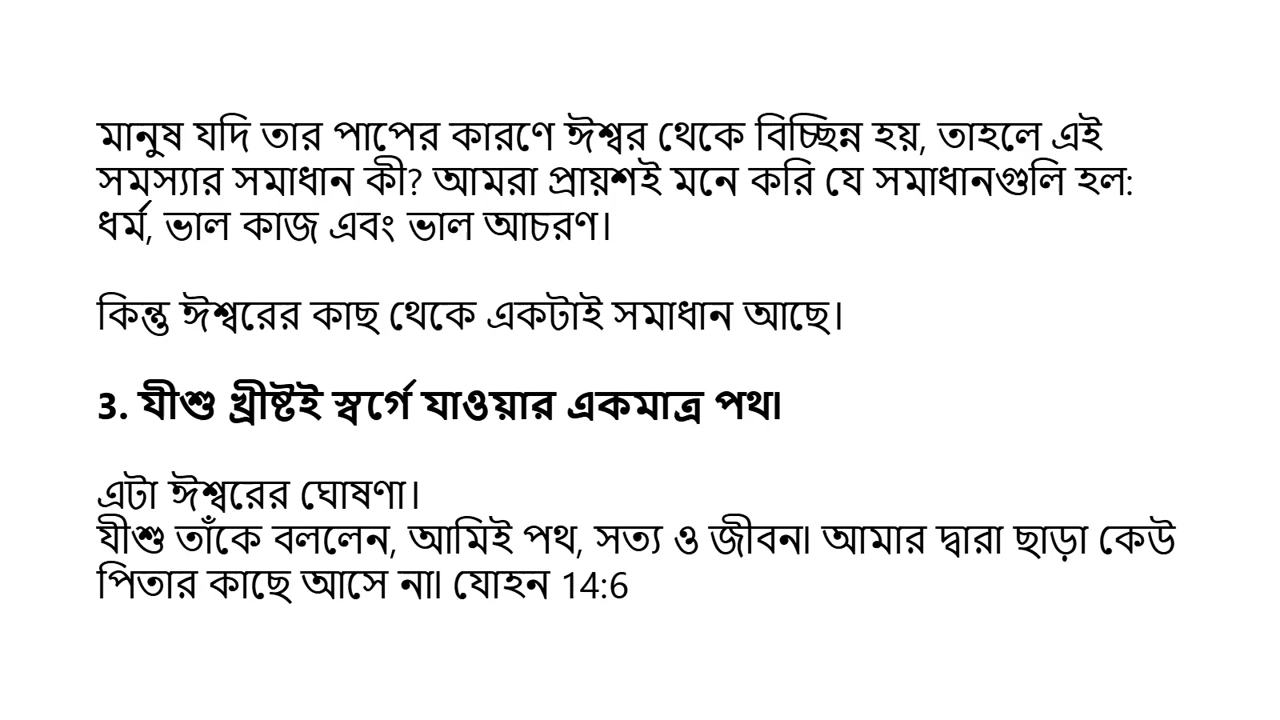 মানুষ যদি তার পাপের কারণে ঈশ্বর থেকে বিচ্ছিন্ন হয়, তাহলে এই
সমস্যার সমাধান কী? আমরা প্রায়শই মনে করি যে সমাধানগুলি হল:
ধর্ম, ভাল কাজ এবং ভাল আচরণ।
কিন্তু ঈশ্বরের কাছ থেকে একটাই সমাধান আছে।
3. যীশু খ্রীষ্টই স্বর্গে যাওয়ার একমাত্র পথ৷
এটা ঈশ্বরের ঘোষণা।
যীশু তাঁকে বললেন, আমিই পথ, সত্য ও জীবন৷ আমার দ্বারা ছাড়া কেউ
পিতার কাছে আসে না৷ যোহন 14:6